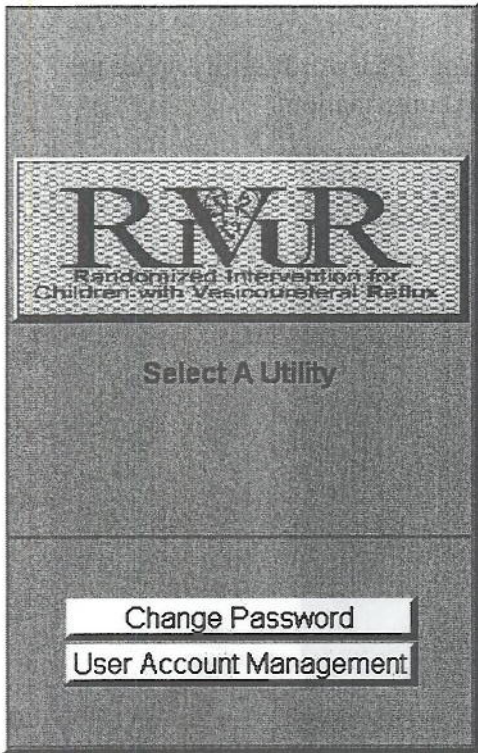 RIVUR
Randomized Intervention for
Children with Vesicoureteral Reflux
Select A Utility
Change Password
User Account Management